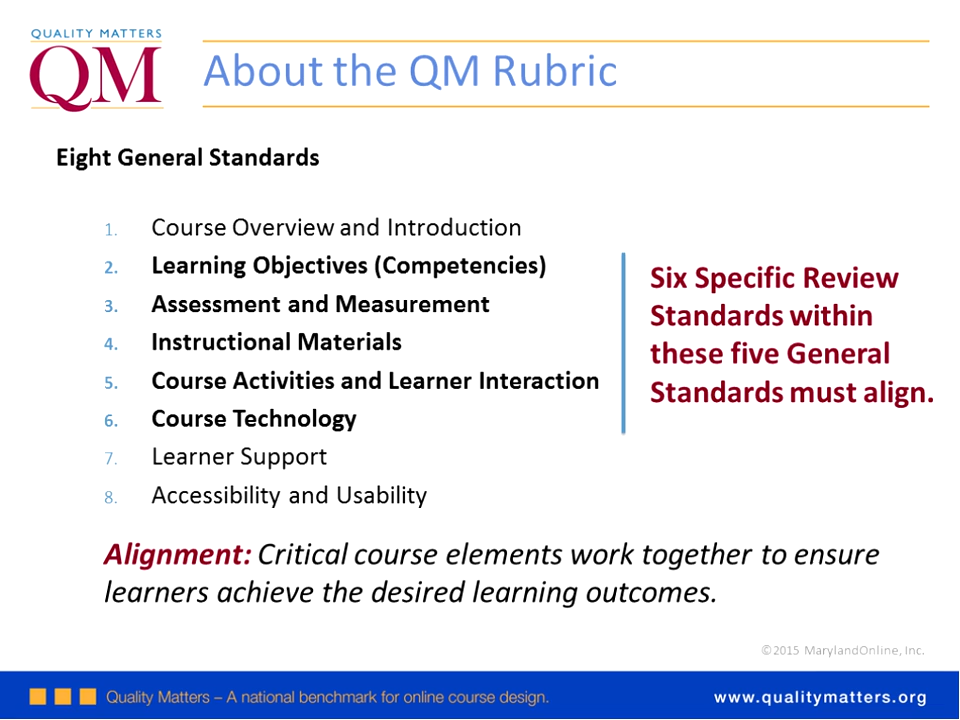 QUALITY MATTERS
QM
About the QM Rubric
Eight General Standards
1. Course Overview and Introduction
2. Learning Objectives (Competencies)
3. Assessment and Measurement
4. Instructional Materials
5. Course Activities and Learner Interaction
6. Course Technology
7. Learner Support
8. Accessibility and Usability
Six Specific Review
Standards within
these five General
Standards must align.
Alignment: Critical course elements work together to ensure
learners achieve the desired learning outcomes.
©2015 MarylandOnline, Inc.
Quality Matters – A national benchmark for online course design.
www.qualitymatters.org